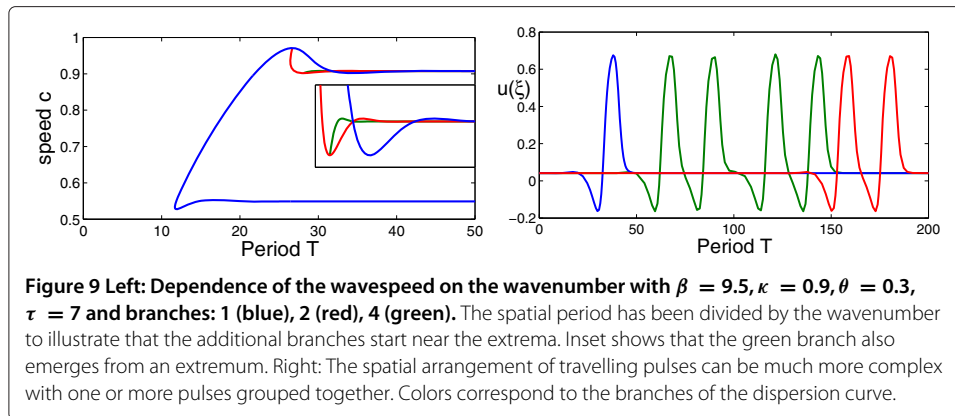 1
0.9
0.8
0.7
0.6
0.5
speed c
0 10 20 30 40 50
Period T
0.8
0.4
0
−0.2
u(ξ)
0 50 100 150 200
Period T
Figure 9 Left: Dependence of the wavespeed on the wavenumber with β = 9.5, κ = 0.9, θ = 0.3,
τ = 7 and branches: 1 (blue), 2 (red), 4 (green). The spatial period has been divided by the wavenumber
to illustrate that the additional branches start near the extrema. Inset shows that the green branch also
emerges from an extremum. Right: The spatial arrangement of travelling pulses can be much more complex
with one or more pulses grouped together. Colors correspond to the branches of the dispersion curve.